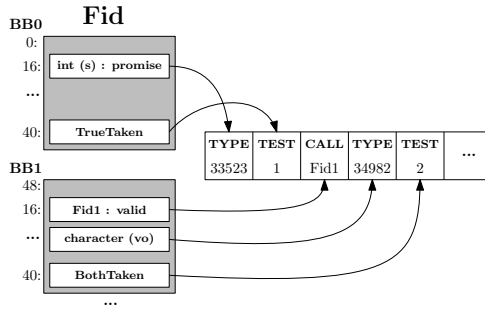 Fid
BB0
0:
16:
int (s) : promise
...
40:
TrueTaken
TYPE TEST CALL TYPE TEST ...
33523 1 Fid1 34982 2
BB1
48:
16:
Fid1 : valid
...
character (vo)
40:
BothTaken
...